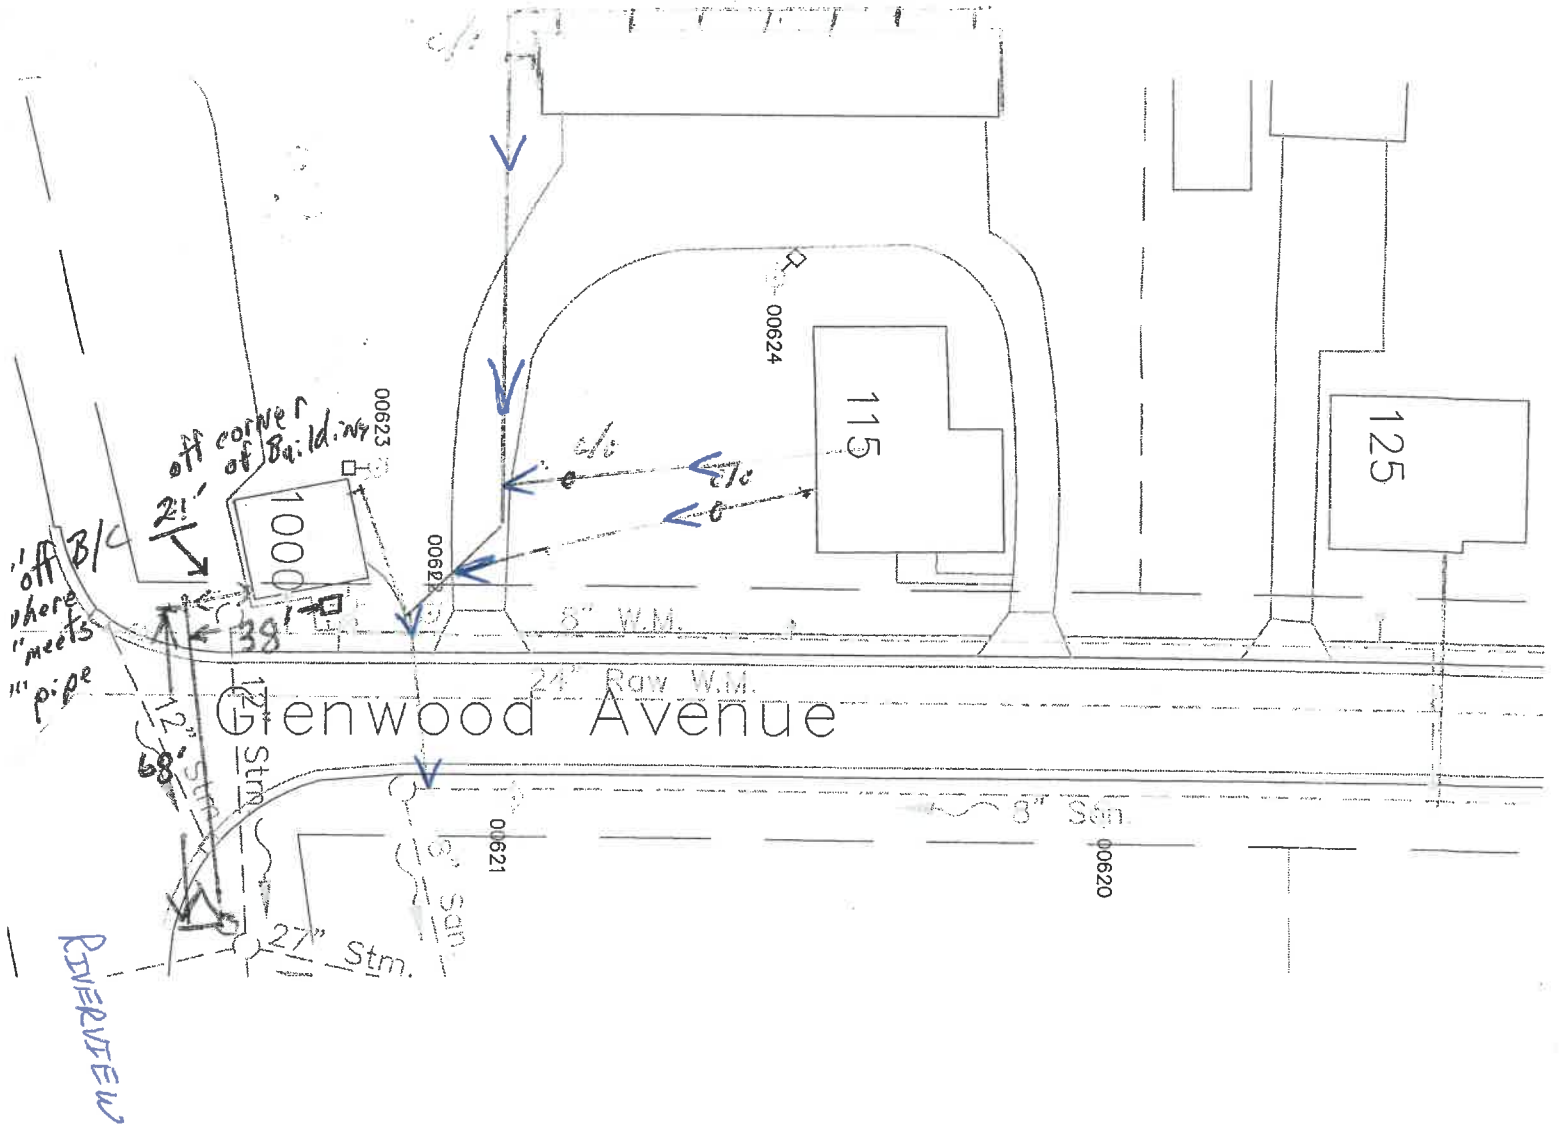 c/c
00624
115
125
off corner
of Building
00623
21'
1000
c/c
c/c
off B/C
where
"meets
pipe
38'
8" W.M.
24" Raw W.M.
Glenwood Avenue
12" Stm
12" Stm
68'
8" San.
00621
00620
8" San
27" Stm.
RIVERVIEW